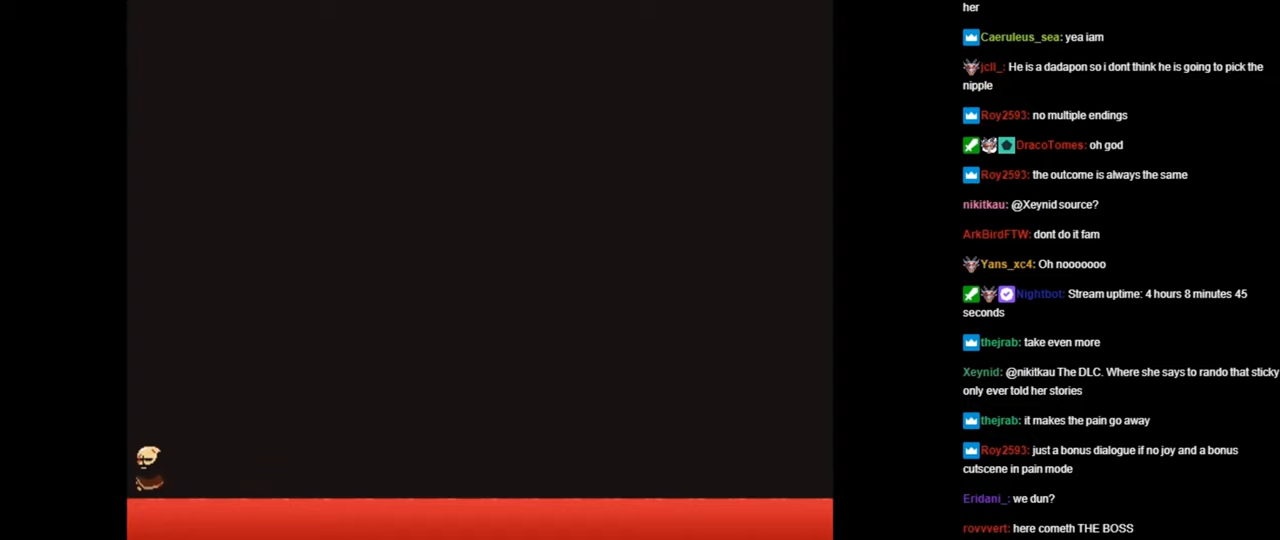 her
Caeruleus_sea: yea iam
jcll_: He is a dadapon so i dont think he is going to pick the
nipple
Roy2593: no multiple endings
DracoTomes: oh god
Roy2593: the outcome is always the same
nikitkau: @Xeynid source?
ArkBirdFTW: dont do it fam
Yans_xc4: Oh nooooooo
Nightbot: Stream uptime: 4 hours 8 minutes 45
seconds
thejrab: take even more
Xeynid: @nikitkau The DLC. Where she says to rando that sticky
only ever told her stories
thejrab: it makes the pain go away
Roy2593: just a bonus dialogue if no joy and a bonus
cutscene in pain mode
Eridani_: we dun?
rovvvert: here cometh THE BOSS